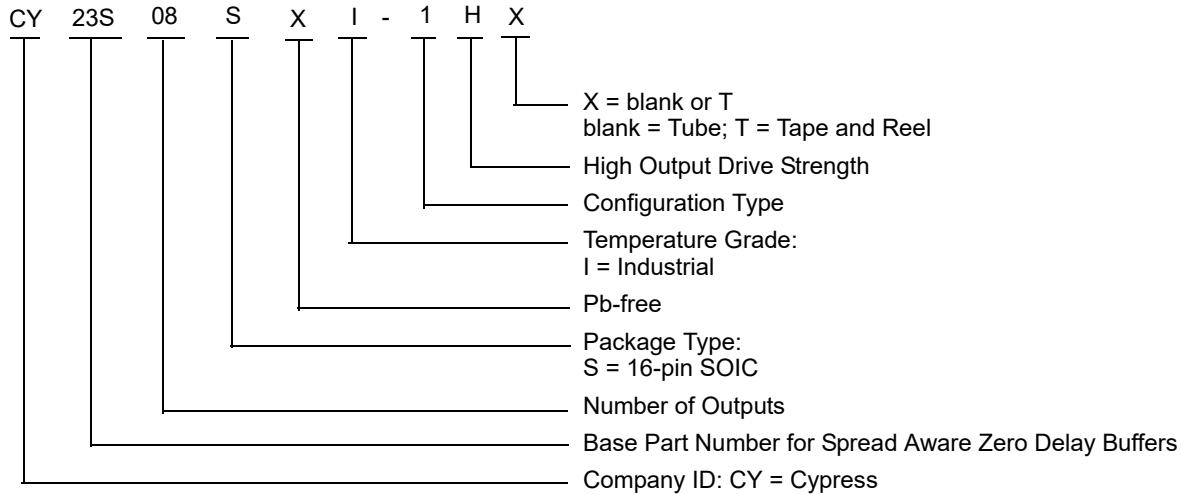 CY 23S 08 S X I - 1 H X
X = blank or T
blank = Tube; T = Tape and Reel
High Output Drive Strength
Configuration Type
Temperature Grade:
I = Industrial
Pb-free
Package Type:
S = 16-pin SOIC
Number of Outputs
Base Part Number for Spread Aware Zero Delay Buffers
Company ID: CY = Cypress